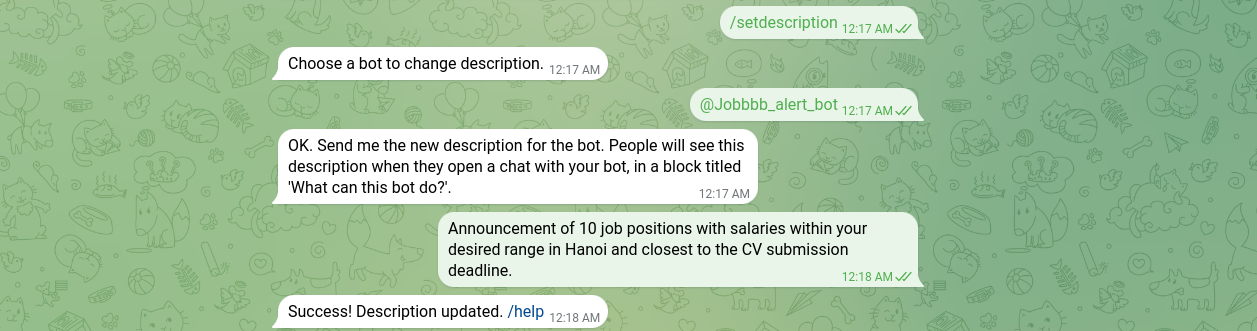 /setdescription 12:17 AM
Choose a bot to change description. 12:17 AM
@Jobbbb_alert_bot 12:17 AM
OK. Send me the new description for the bot. People will see this
description when they open a chat with your bot, in a block titled
'What can this bot do?'. 12:17 AM
Announcement of 10 job positions with salaries within your
desired range in Hanoi and closest to the CV submission
deadline. 12:18 AM
Success! Description updated. /help 12:18 AM